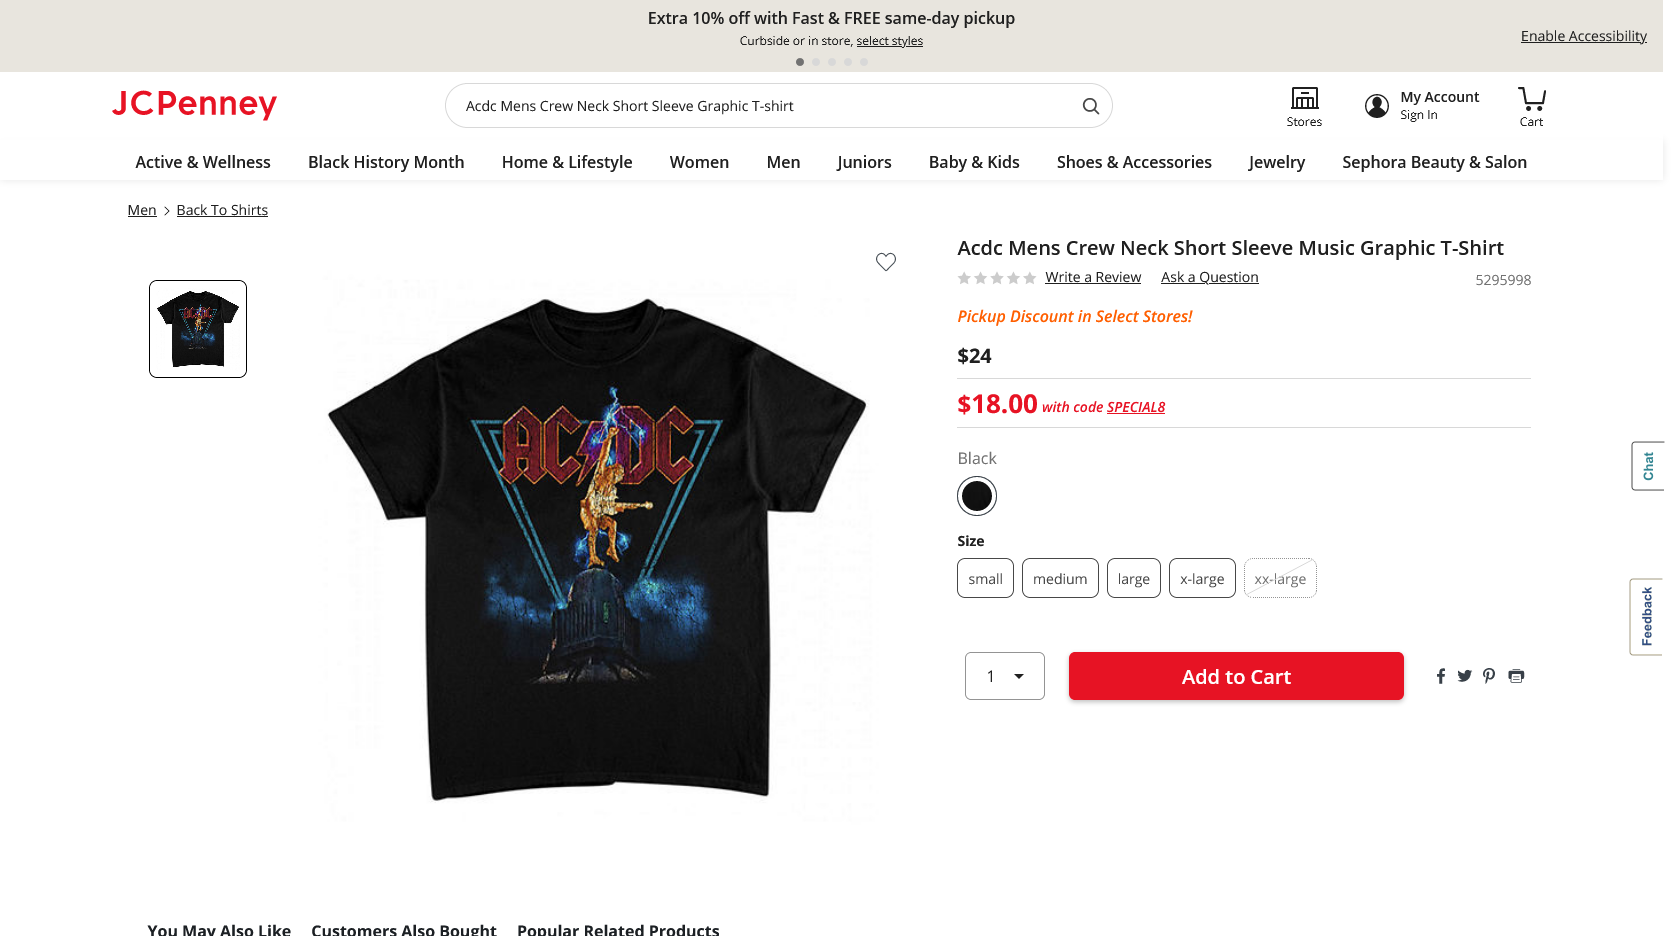 Extra 10% off with Fast & FREE same-day pickup
Curbside or in store, select styles
Enable Accessibility
JCPenney
Acdc Mens Crew Neck Short Sleeve Graphic T-shirt
Stores
My Account
Sign In
Cart
Active & Wellness
Black History Month
Home & Lifestyle
Women
Men
Juniors
Baby & Kids
Shoes & Accessories
Jewelry
Sephora Beauty & Salon
Men
Back To Shirts
AC DC
AC DC
Acdc Mens Crew Neck Short Sleeve Music Graphic T-Shirt
Write a Review
Ask a Question
5295998
Pickup Discount in Select Stores!
$24
$18.00 with code SPECIAL8
Black
Size
small
medium
large
x-large
xx-large
1
Add to Cart
Chat
Feedback
You May Also Like
Customers Also Bought
Popular Related Products